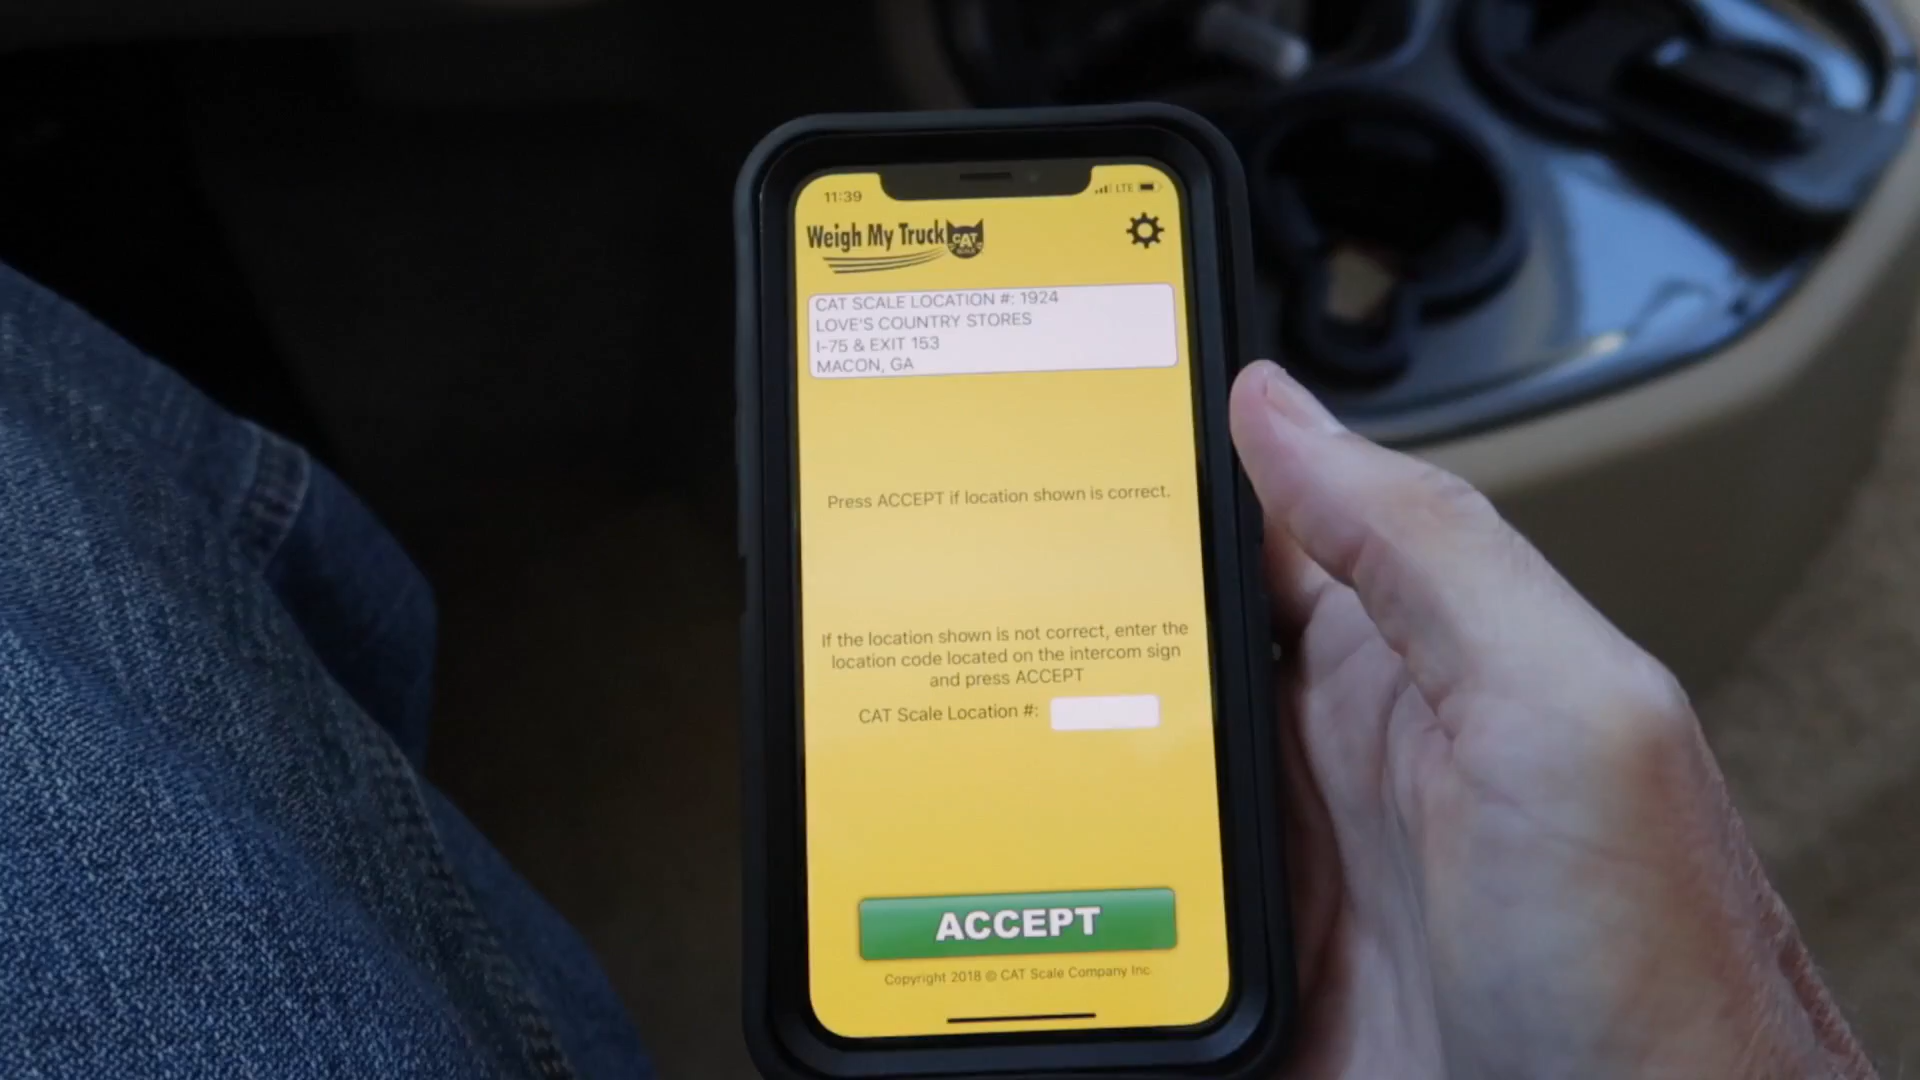 11:39
LTE
Weigh My Truck
CAT
CAT SCALE LOCATION #: 1924
LOVE'S COUNTRY STORES
I-75 & EXIT 153
MACON, GA
Press ACCEPT if location shown is correct.
If the location shown is not correct, enter the
location code located on the intercom sign
and press ACCEPT
CAT Scale Location #:
ACCEPT
Copyright 2018 © CAT Scale Company Inc.